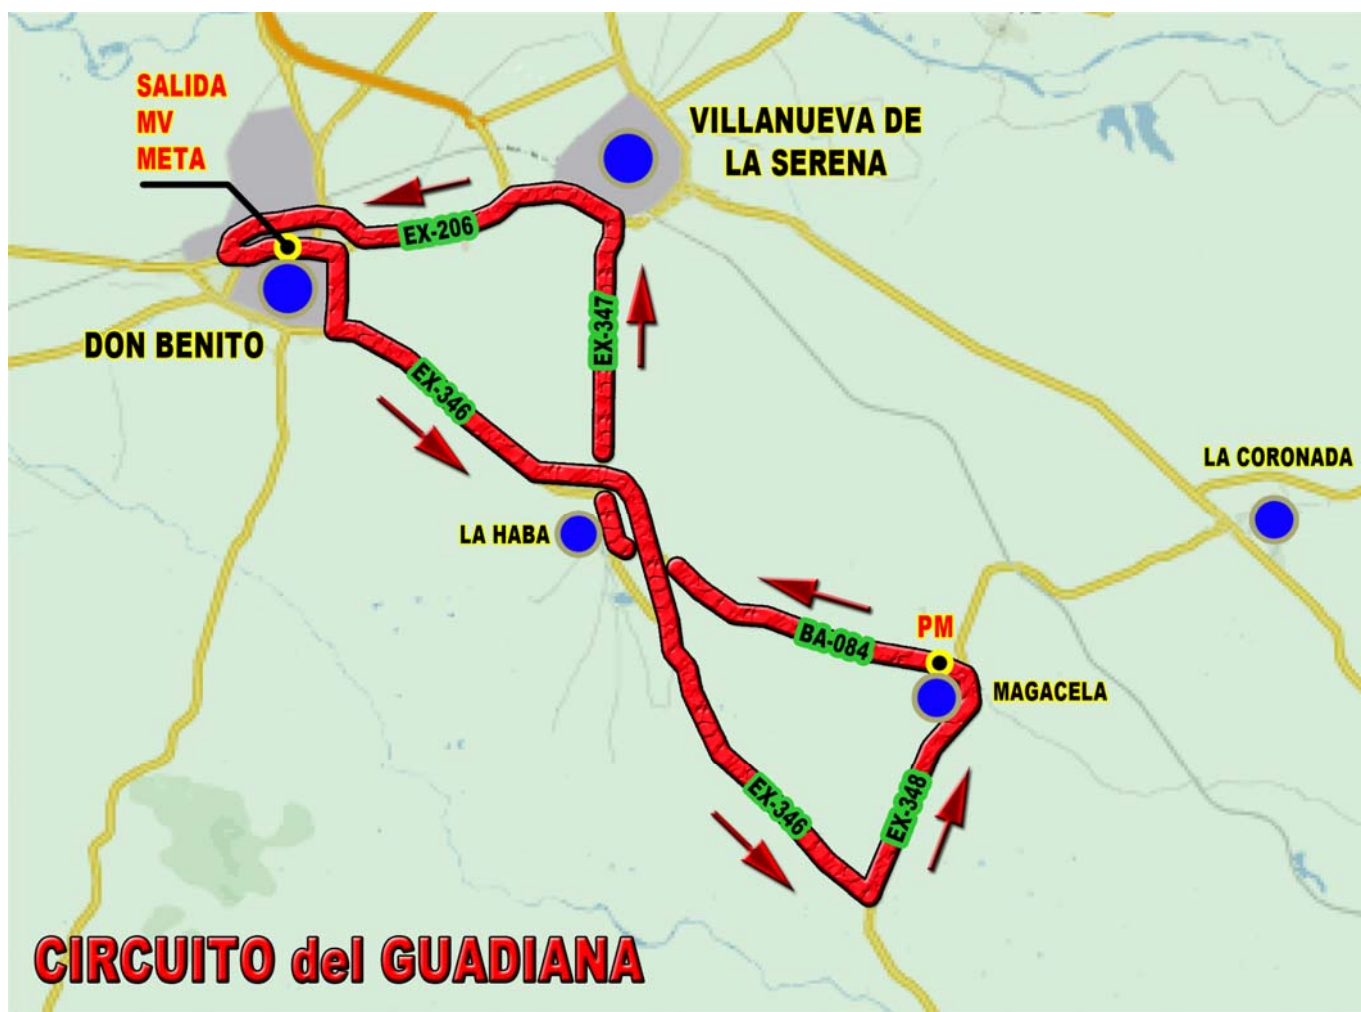 SALIDA
MV
META
VILLANUEVA DE
LA SERENA
EX-206
EX-347
DON BENITO
EX-346
LA CORONADA
LA HABA
PM
BA-084
MAGACELA
EX-346
EX-348
CIRCUITO del GUADIANA